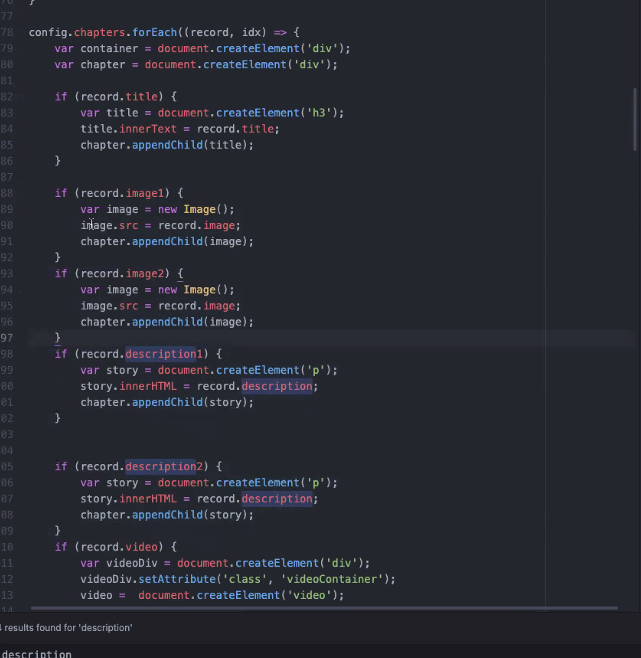 76 }
77
78 config.chapters.forEach((record, idx) => {
79 var container = document.createElement('div');
80 var chapter = document.createElement('div');
81
82 if (record.title) {
83 var title = document.createElement('h3');
84 title.innerText = record.title;
85 chapter.appendChild(title);
86 }
87
88 if (record.image1) {
89 var image = new Image();
90 image.src = record.image;
91 chapter.appendChild(image);
92 }
93 if (record.image2) {
94 var image = new Image();
95 image.src = record.image;
96 chapter.appendChild(image);
97 }
98 if (record.description1) {
99 var story = document.createElement('p');
00 story.innerHTML = record.description;
01 chapter.appendChild(story);
02 }
03
04
05 if (record.description2) {
06 var story = document.createElement('p');
07 story.innerHTML = record.description;
08 chapter.appendChild(story);
09 }
10 if (record.video) {
11 var videoDiv = document.createElement('div');
12 videoDiv.setAttribute('class', 'videoContainer');
13 video = document.createElement('video');
14
results found for 'description'
description